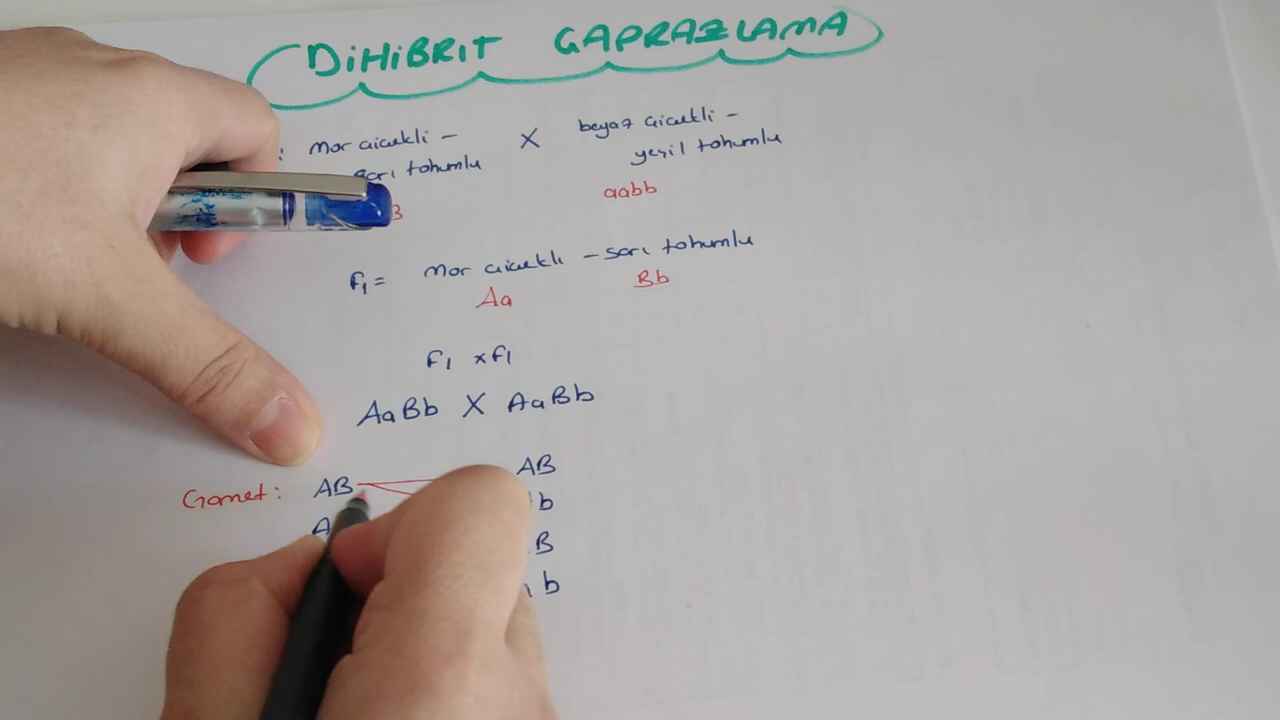 DiHiBRiT ÇAPRAZLAMA
: mor çiçekli – X beyaz çiçekli –
sarı tohumlu yeşil tohumlu
B aabb
F1 = mor çiçekli – sarı tohumlu
Aa Bb
F1 x F1
AaBb X AaBb
Gamet: AB AB
A b
B
b